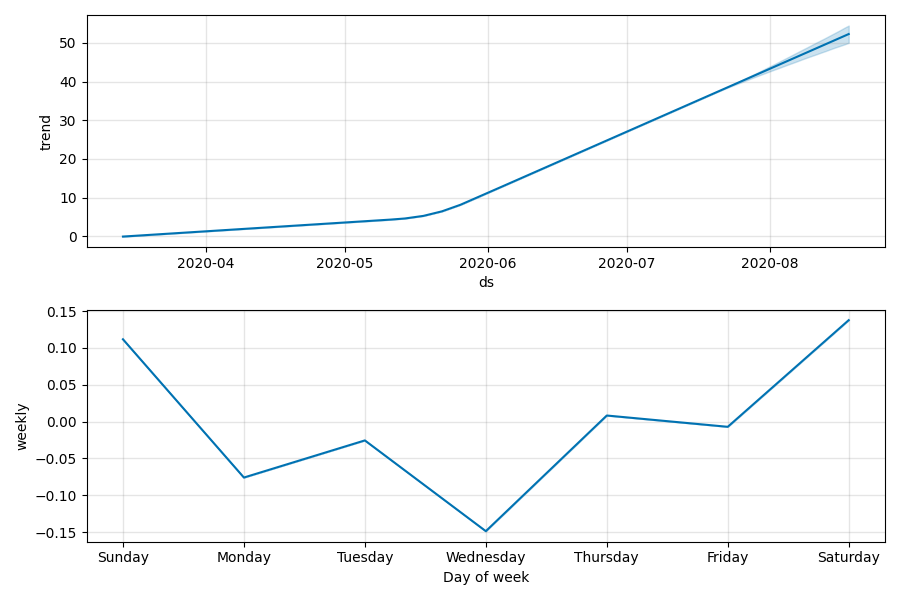 50
40
30
20
10
0
trend
2020-04 2020-05 2020-06 2020-07 2020-08
ds
0.15
0.10
0.05
0.00
−0.05
−0.10
−0.15
weekly
Sunday Monday Tuesday Wednesday Thursday Friday Saturday
Day of week